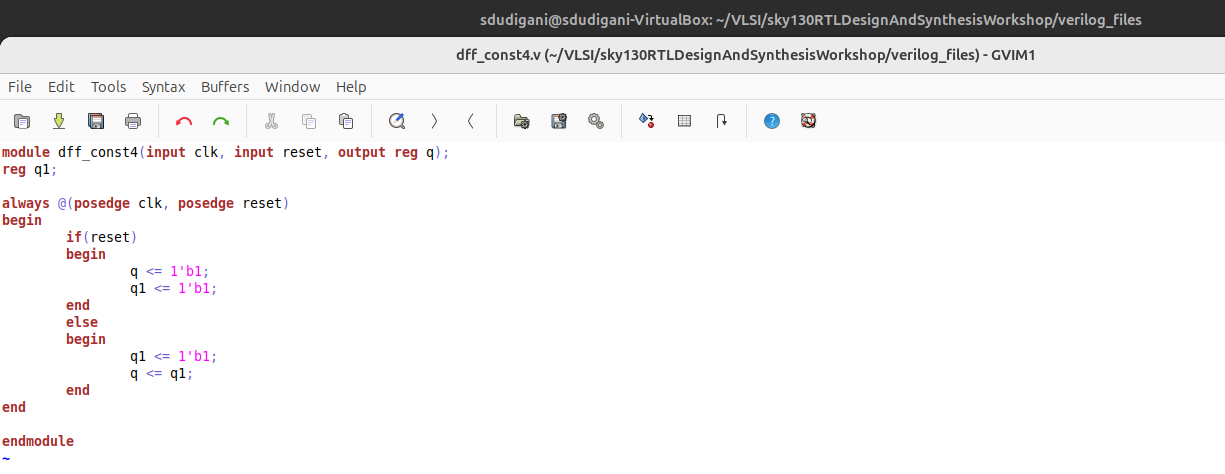 sdudigani@sdudigani-VirtualBox: ~/VLSI/sky130RTLDesignAndSynthesisWorkshop/verilog_files
dff_const4.v (~/VLSI/sky130RTLDesignAndSynthesisWorkshop/verilog_files) - GVIM1
File Edit Tools Syntax Buffers Window Help
module dff_const4(input clk, input reset, output reg q);
reg q1;
always @(posedge clk, posedge reset)
begin
        if(reset)
        begin
                q <= 1'b1;
                q1 <= 1'b1;
        end
        else
        begin
                q1 <= 1'b1;
                q <= q1;
        end
end
endmodule
~